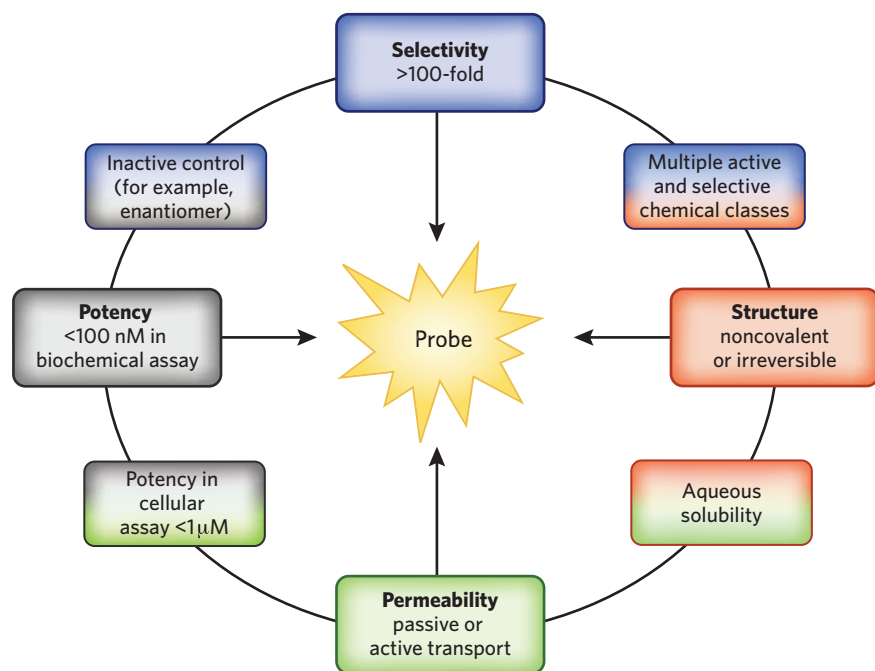 Selectivity
>100-fold
Inactive control
(for example,
enantiomer)
Multiple active
and selective
chemical classes
Potency
<100 nM in
biochemical assay
Probe
Structure
noncovalent
or irreversible
Potency in
cellular
assay <1μM
Aqueous
solubility
Permeability
passive or
active transport